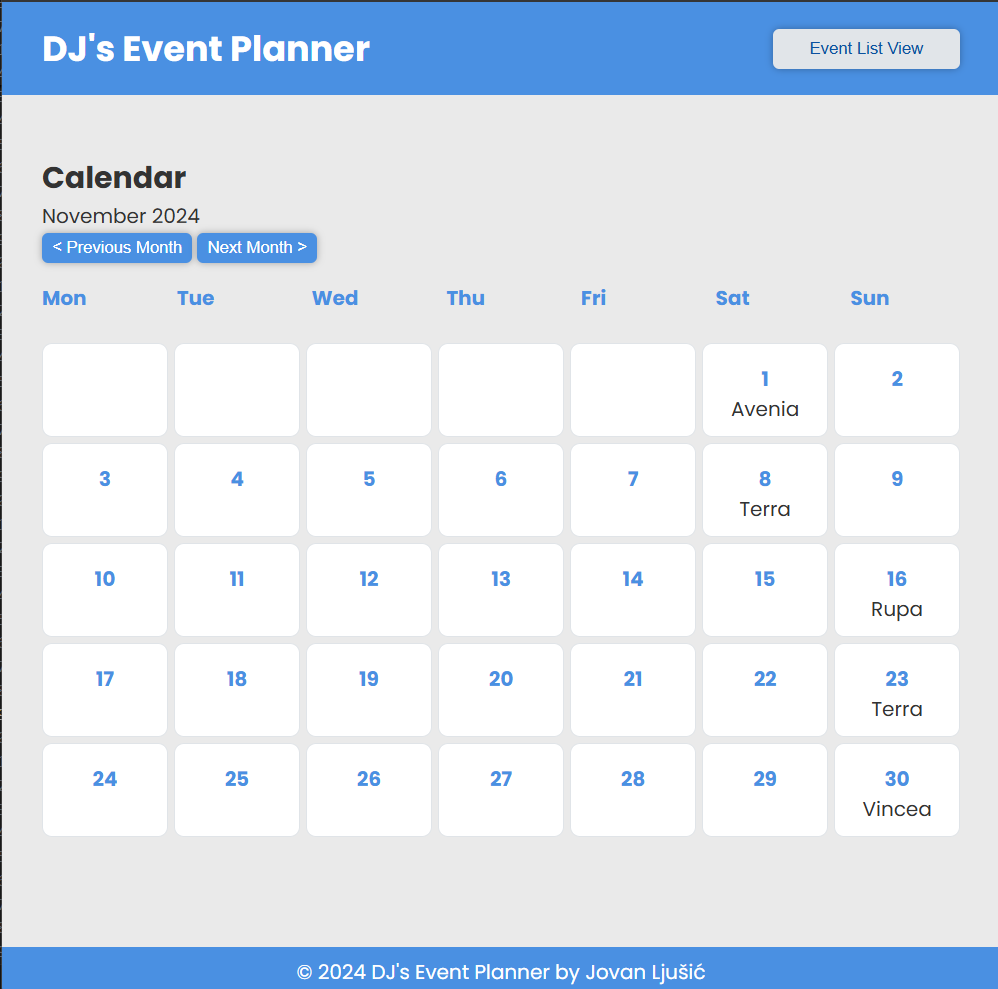 DJ's Event Planner
Event List View
Calendar
November 2024
< Previous Month Next Month >
Mon Tue Wed Thu Fri Sat Sun
1 2
Avenia
3 4 5 6 7 8 9
Terra
10 11 12 13 14 15 16
Rupa
17 18 19 20 21 22 23
Terra
24 25 26 27 28 29 30
Vincea
© 2024 DJ's Event Planner by Jovan Ljušić